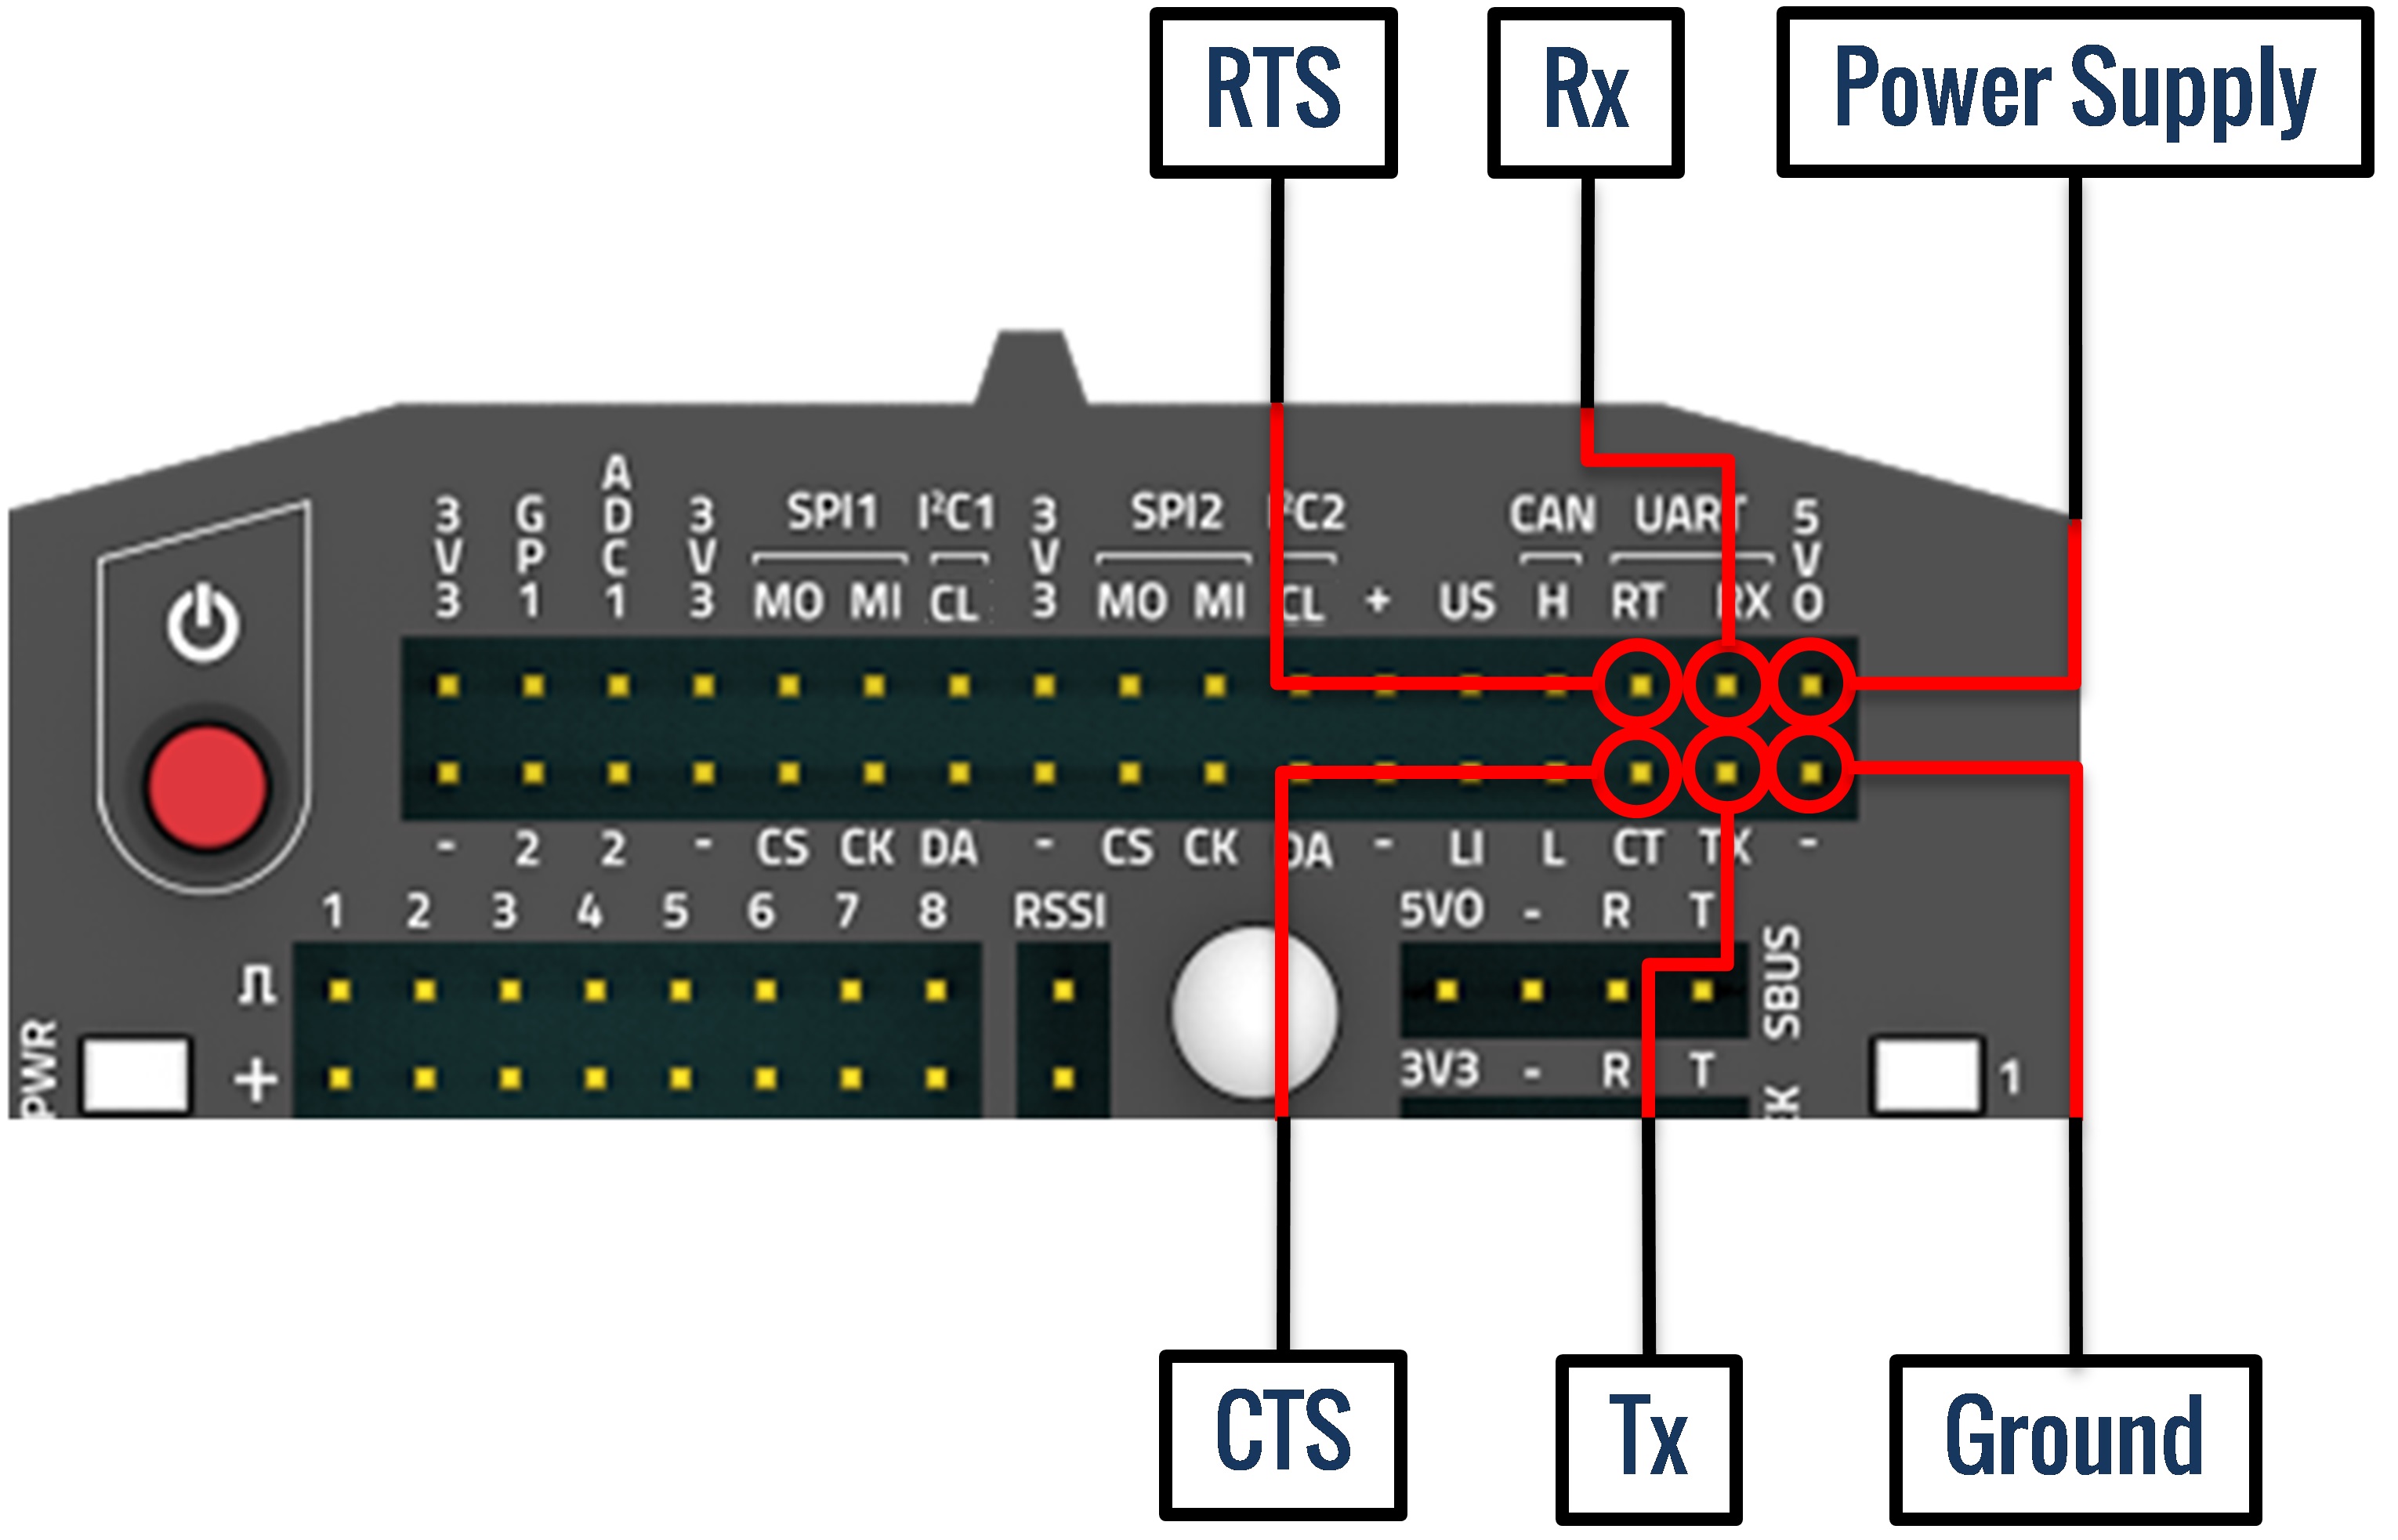 RTS Rx Power Supply
3V3 GP1 ADC1 3V3 SPI1 I²C1 3V3 SPI2 I²C2 CAN UART 5VO
MO MI CL MO MI CL + US H RT RX
- 2 2 - CS CK DA - CS CK DA - LI L CT TX -
1 2 3 4 5 6 7 8 RSSI 5VO - R T
SBUS
PWR + 3V3 - R T 1
CTS Tx Ground